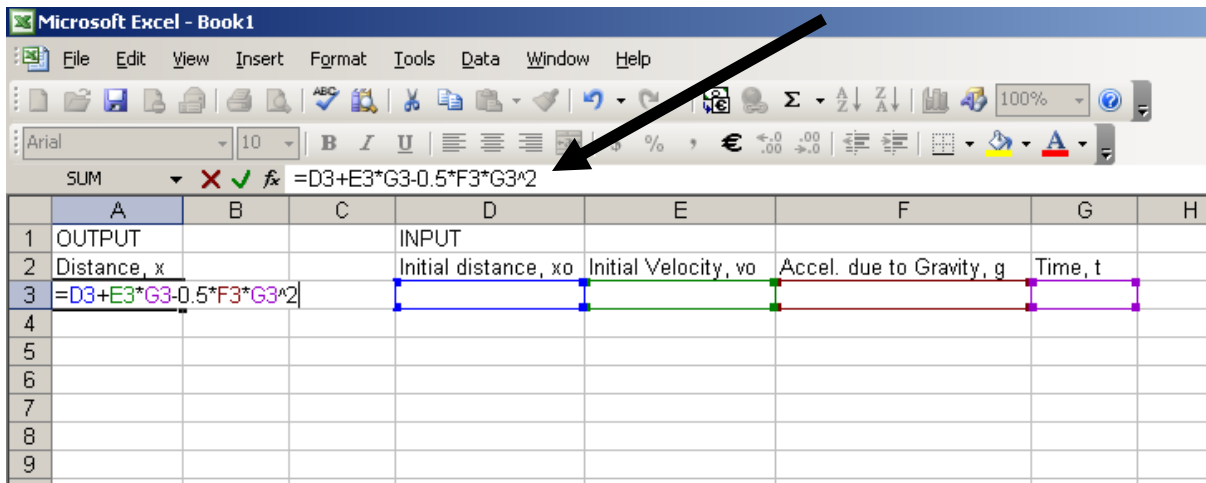 Microsoft Excel - Book1
File Edit View Insert Format Tools Data Window Help
ABC Σ A Z Z A 100% ?
Arial 10 B I U $ % , € ←.0 .00 .00 →.0 A
SUM fx =D3+E3*G3-0.5*F3*G3^2
A B C D E F G H
1 OUTPUT INPUT
2 Distance, x Initial distance, xo Initial Velocity, vo Accel. due to Gravity, g Time, t
3 =D3+E3*G3-0.5*F3*G3^2
4
5
6
7
8
9